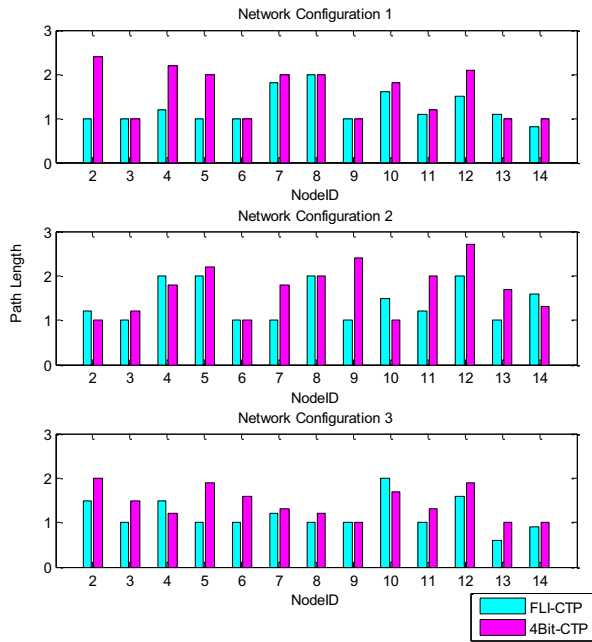 Network Configuration 1
3
2
1
0
2 3 4 5 6 7 8 9 10 11 12 13 14
NodeID
Network Configuration 2
Path Length
3
2
1
0
2 3 4 5 6 7 8 9 10 11 12 13 14
NodeID
Network Configuration 3
3
2
1
0
2 3 4 5 6 7 8 9 10 11 12 13 14
NodeID
FLI-CTP
4Bit-CTP